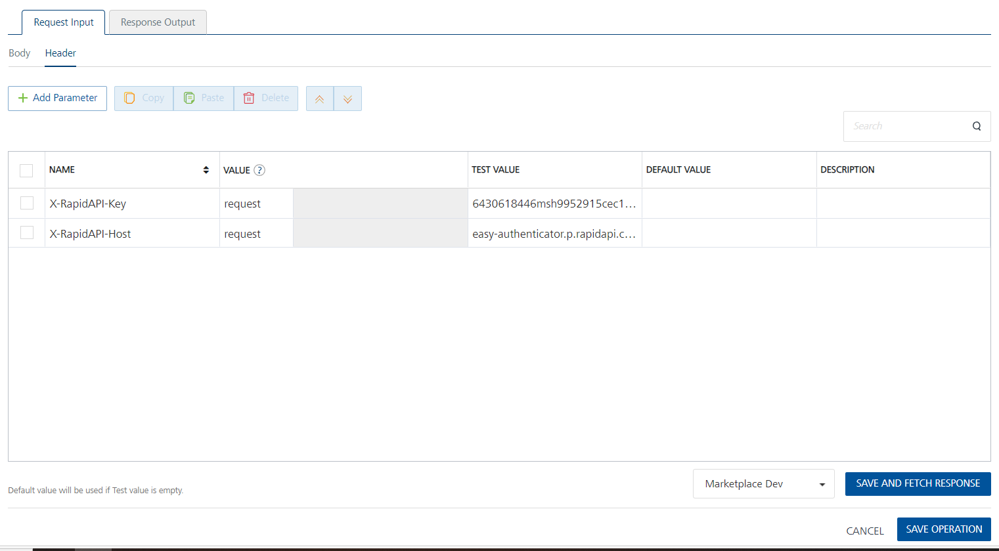 Request Input Response Output
Body Header
Add Parameter Copy Paste Delete
Search
NAME VALUE ? TEST VALUE DEFAULT VALUE DESCRIPTION
X-RapidAPI-Key request 6430618446msh9952915cec1...
X-RapidAPI-Host request easy-authenticator.p.rapidapi.c...
Default value will be used if Test value is empty. Marketplace Dev SAVE AND FETCH RESPONSE
CANCEL SAVE OPERATION